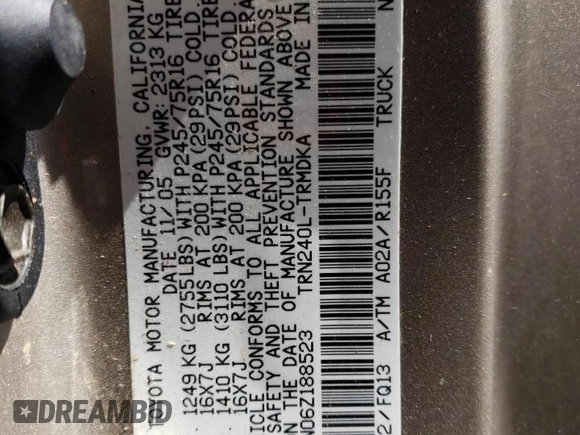 TOYOTA MOTOR MANUFACTURING, CALIFORNIA
DATE 11/05 GVWR: 2313 KG
1249 KG (2755LBS) WITH P245/75R16 TIRE
16X7J RIMS AT 200 KPA (29PSI) COLD
1410 KG (3110 LBS) WITH P245/75R16 TIRE
16X7J RIMS AT 200 KPA (29PSI) COLD.
ICLE CONFORMS TO ALL APPLICABLE FEDERA
SAFETY AND THEFT PREVENTION STANDARDS
ON THE DATE OF MANUFACTURE SHOWN ABOVE
N06Z188523 TRN240L-TRMDKA MADE IN
2/FQ13 A/TM A02A/R155F TRUCK
DREAMBID